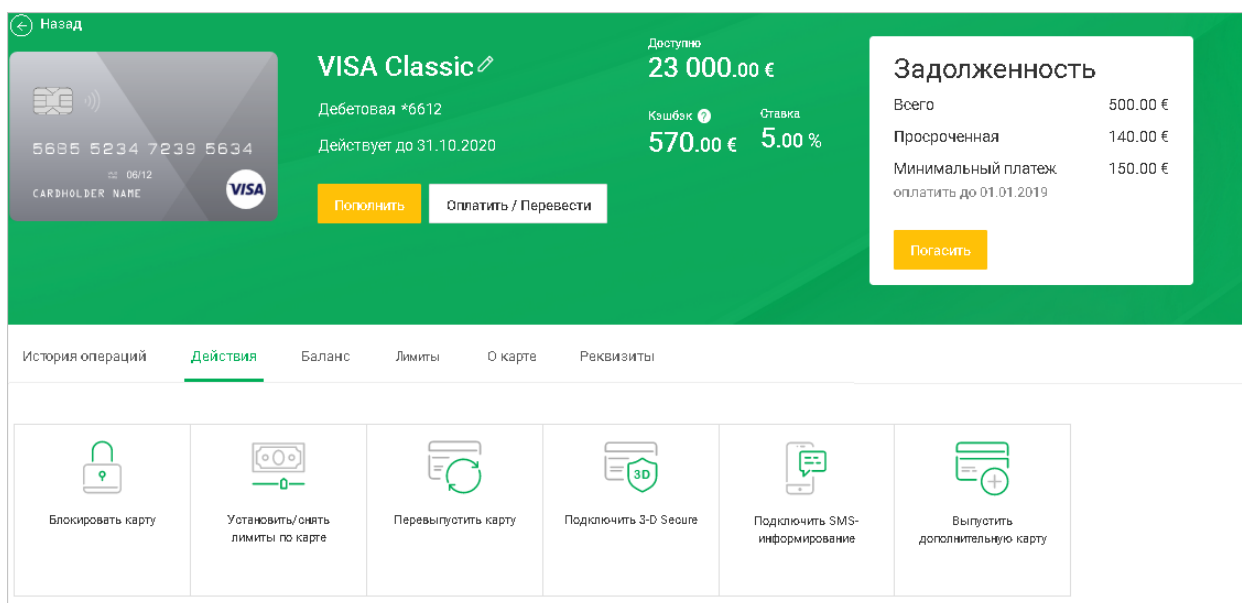 Назад
5685 5234 7239 5634
06/12
CARDHOLDER NAME
VISA
VISA Classic
Дебетовая *6612
Действует до 31.10.2020
Пополнить
Оплатить / Перевести
Доступно
23 000.00 €
Кэшбэк ?
570.00 €
Ставка
5.00 %
Задолженность
Всего 500.00 €
Просроченная 140.00 €
Минимальный платеж 150.00 €
оплатить до 01.01.2019
Погасить
История операций Действия Баланс Лимиты О карте Реквизиты
3D
Блокировать карту
Установить/снять
лимиты по карте
Перевыпустить карту
Подключить 3-D Secure
Подключить SMS-
информирование
Выпустить
дополнительную карту